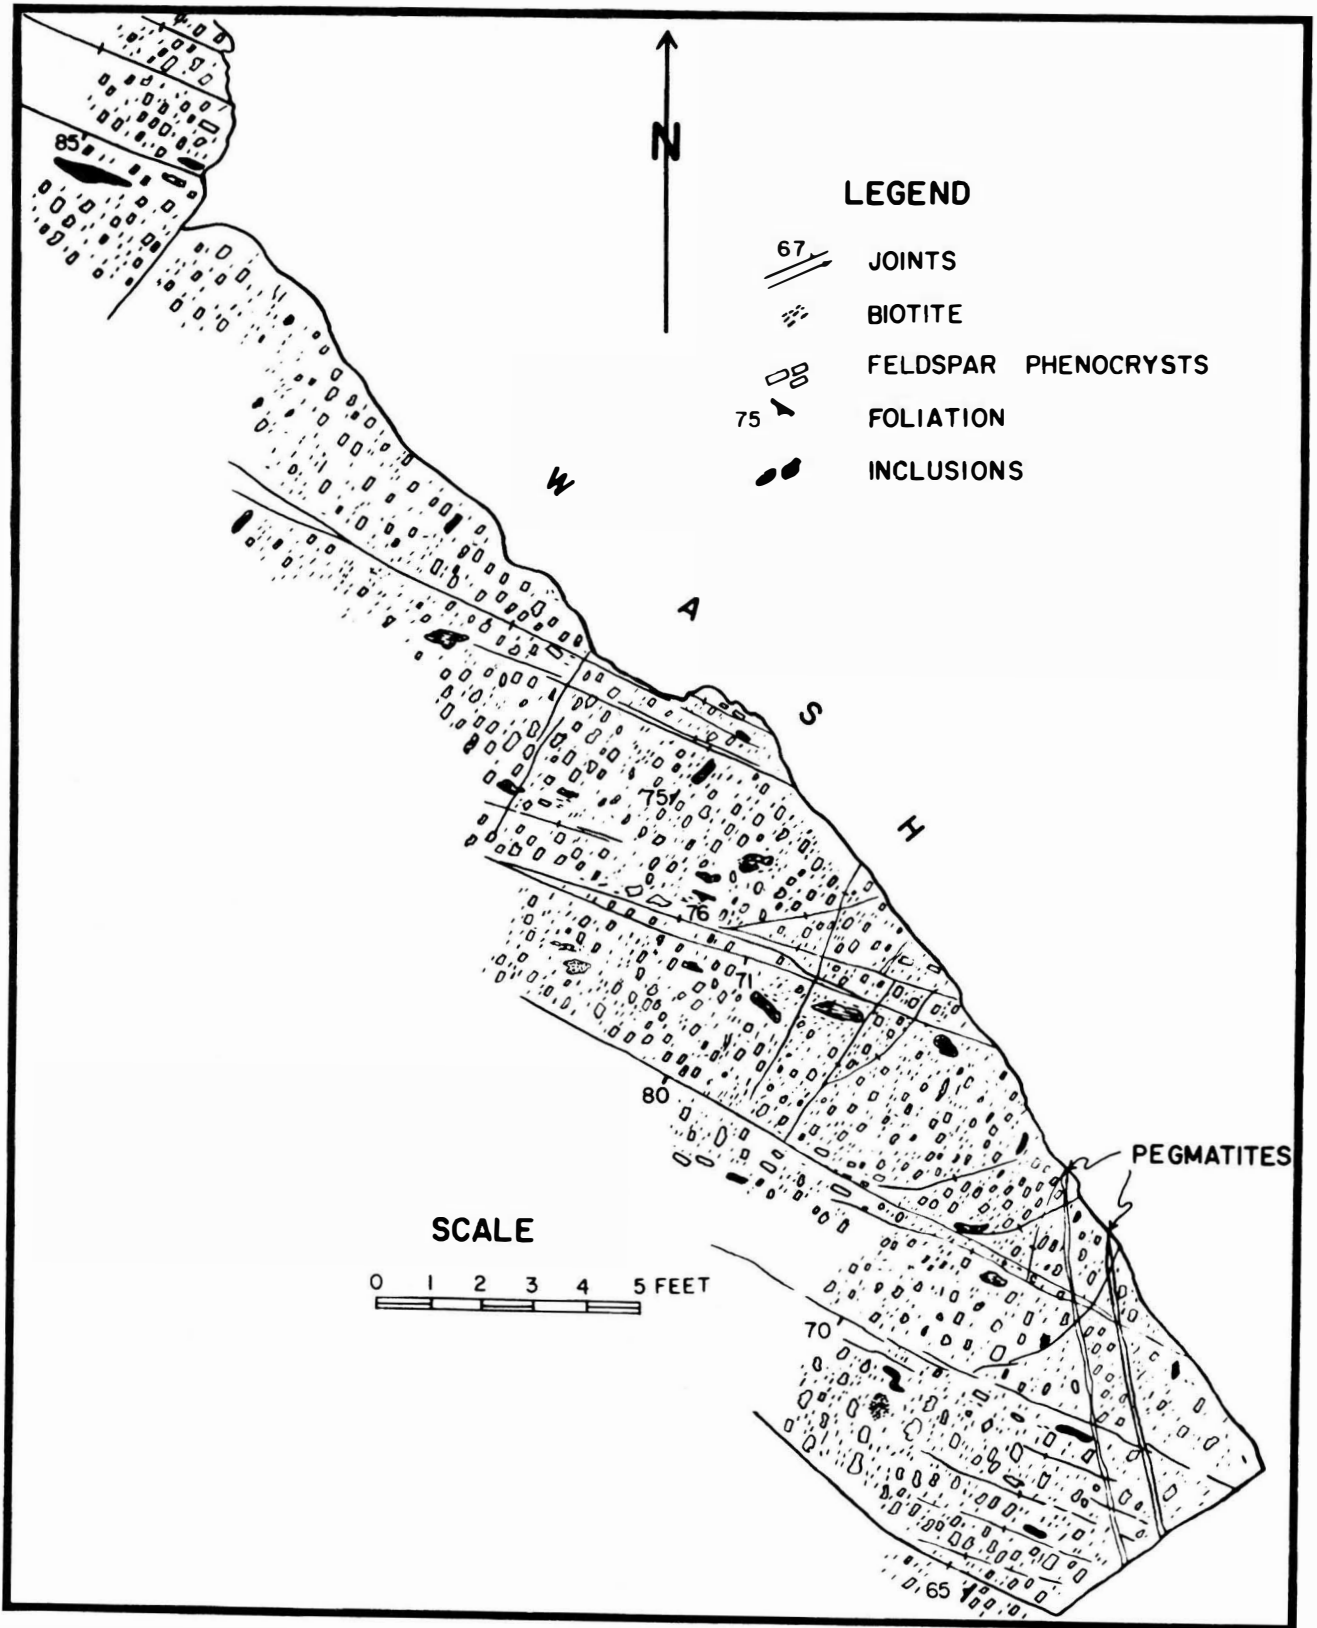 N
LEGEND
67
JOINTS
BIOTITE
FELDSPAR PHENOCRYSTS
75
FOLIATION
INCLUSIONS
85
W
A
S
H
75
76
71
80
PEGMATITES
SCALE
0 1 2 3 4 5 FEET
70
65